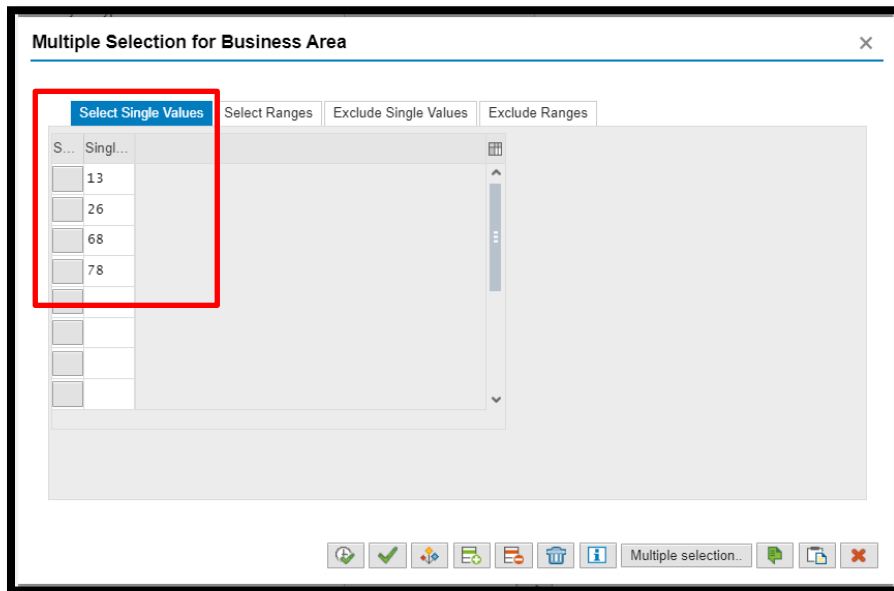 Multiple Selection for Business Area
Select Single Values Select Ranges Exclude Single Values Exclude Ranges
S... Singl...
13
26
68
78
Multiple selection..